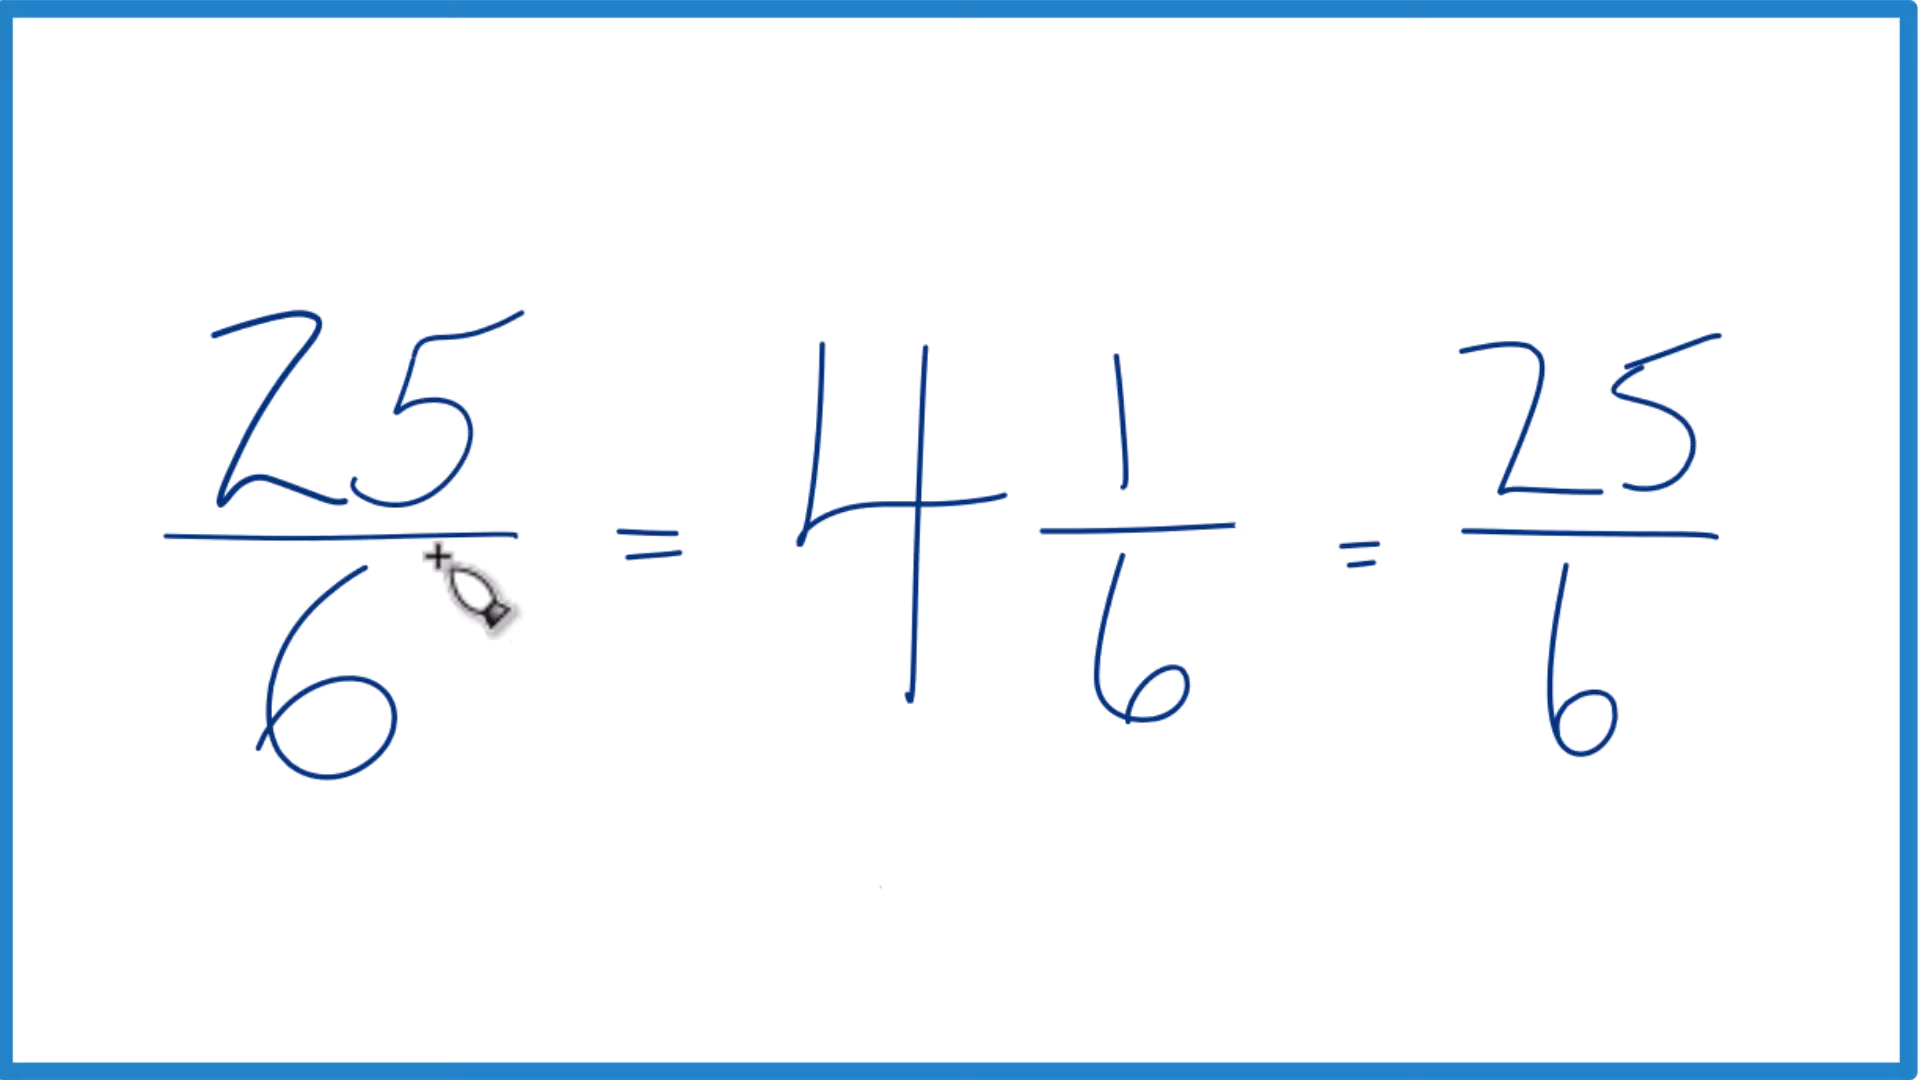 25/6 = 4 1/6 = 25/6